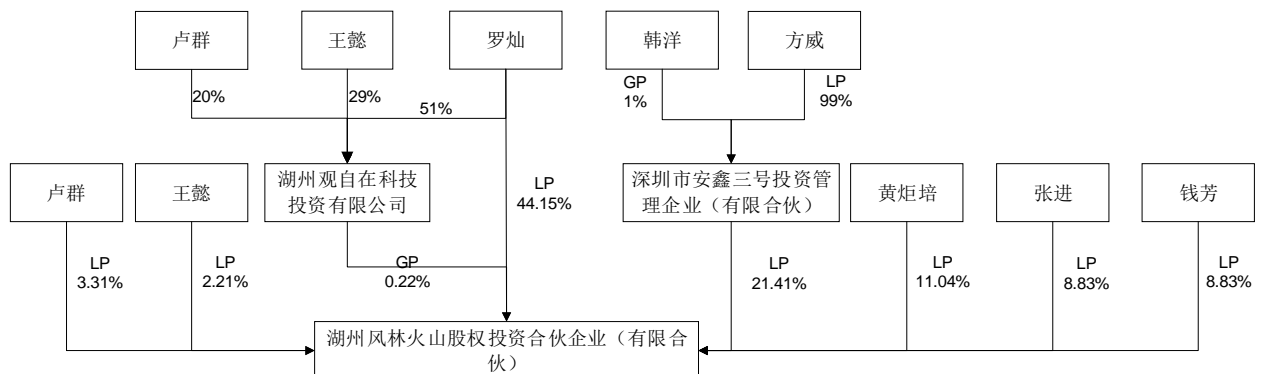 卢群
王懿
罗灿
韩洋
方威
20%
29%
51%
GP
1%
LP
99%
卢群
王懿
湖州观自在科技
投资有限公司
LP
44.15%
深圳市安鑫三号投资管
理企业（有限合伙）
黄炬培
张进
钱芳
LP
3.31%
LP
2.21%
GP
0.22%
LP
21.41%
LP
11.04%
LP
8.83%
LP
8.83%
湖州风林火山股权投资合伙企业（有限合
伙）